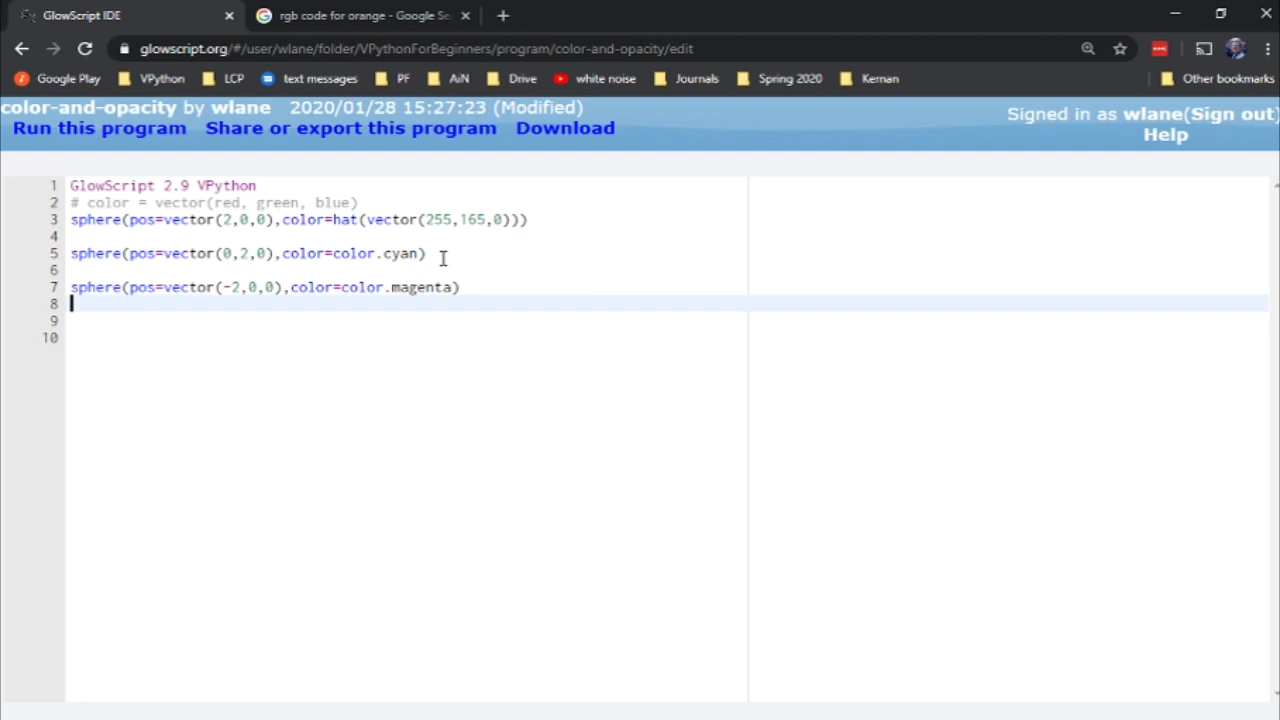 GlowScript IDE
rgb code for orange - Google Se
glowscript.org/#/user/wlane/folder/VPythonForBeginners/program/color-and-opacity/edit
Google Play VPython LCP text messages PF AiN Drive white noise Journals Spring 2020 Kernan Other bookmarks
color-and-opacity by wlane 2020/01/28 15:27:23 (Modified)
Signed in as wlane(Sign out)
Run this program Share or export this program Download
Help
1 GlowScript 2.9 VPython
2 # color = vector(red, green, blue)
3 sphere(pos=vector(2,0,0),color=hat(vector(255,165,0)))
4
5 sphere(pos=vector(0,2,0),color=color.cyan)
6
7 sphere(pos=vector(-2,0,0),color=color.magenta)
8
9
10